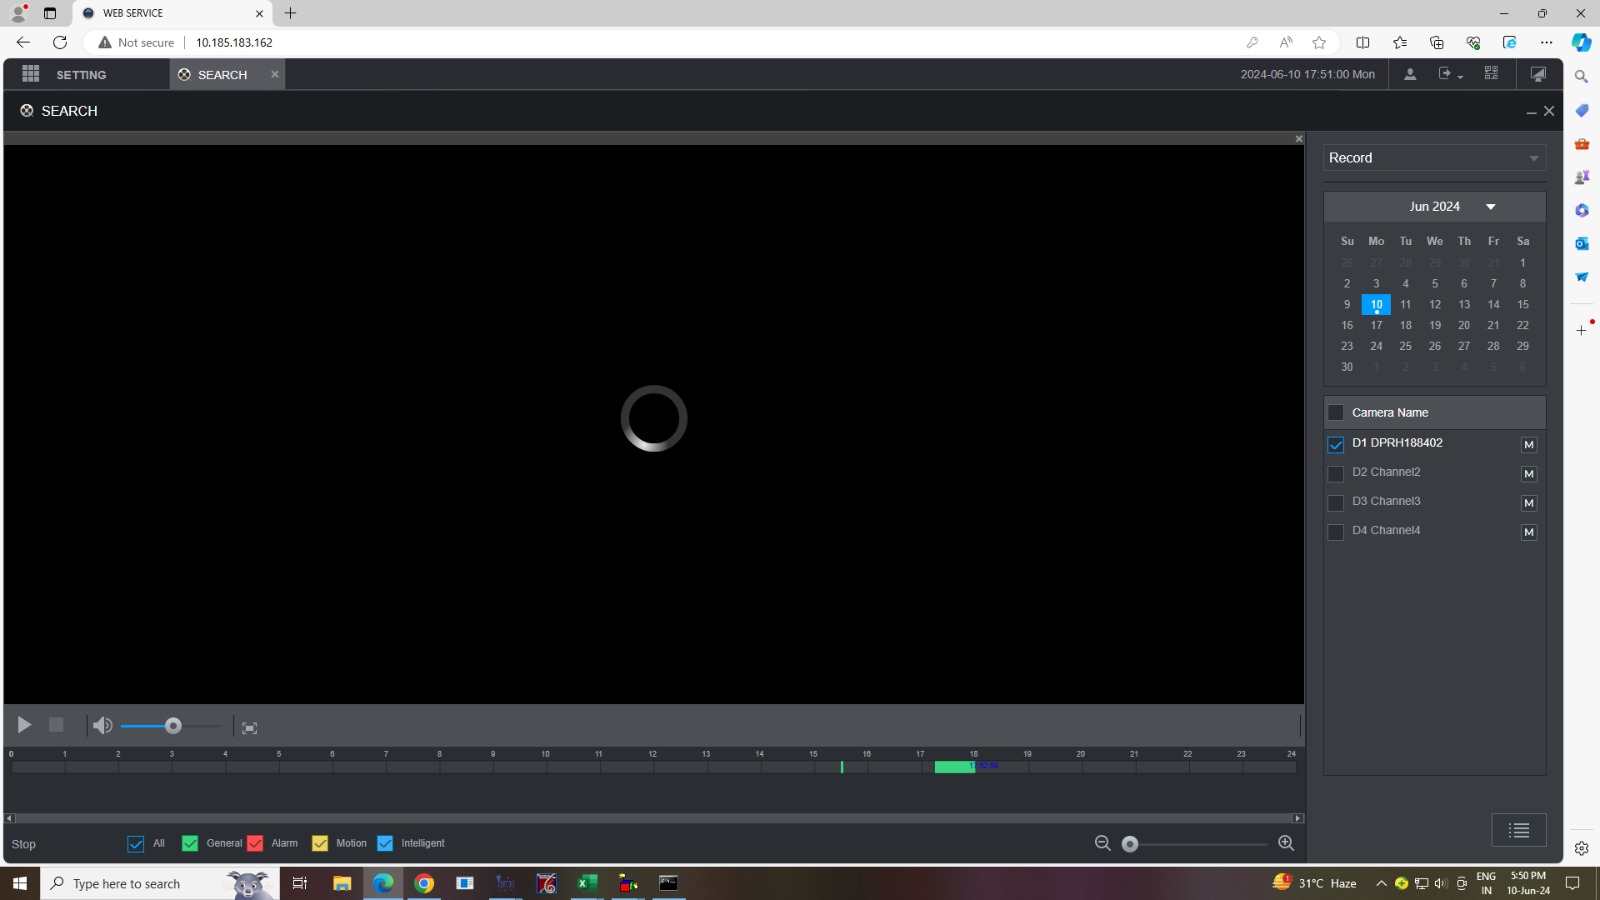 WEB SERVICE
Not secure
10.185.183.162
SETTING
SEARCH
2024-06-10 17:51:00 Mon
SEARCH
Record
Jun 2024
Su Mo Tu We Th Fr Sa
26 27 28 29 30 31 1
2 3 4 5 6 7 8
9 10 11 12 13 14 15
16 17 18 19 20 21 22
23 24 25 26 27 28 29
30 1 2 3 4 5 6
Camera Name
D1 DPRH188402 M
D2 Channel2 M
D3 Channel3 M
D4 Channel4 M
0 1 2 3 4 5 6 7 8 9 10 11 12 13 14 15 16 17 18 19 20 21 22 23 24
Stop
All General Alarm Motion Intelligent
Type here to search
31°C Haze
ENG
IN
5:50 PM
10-Jun-24